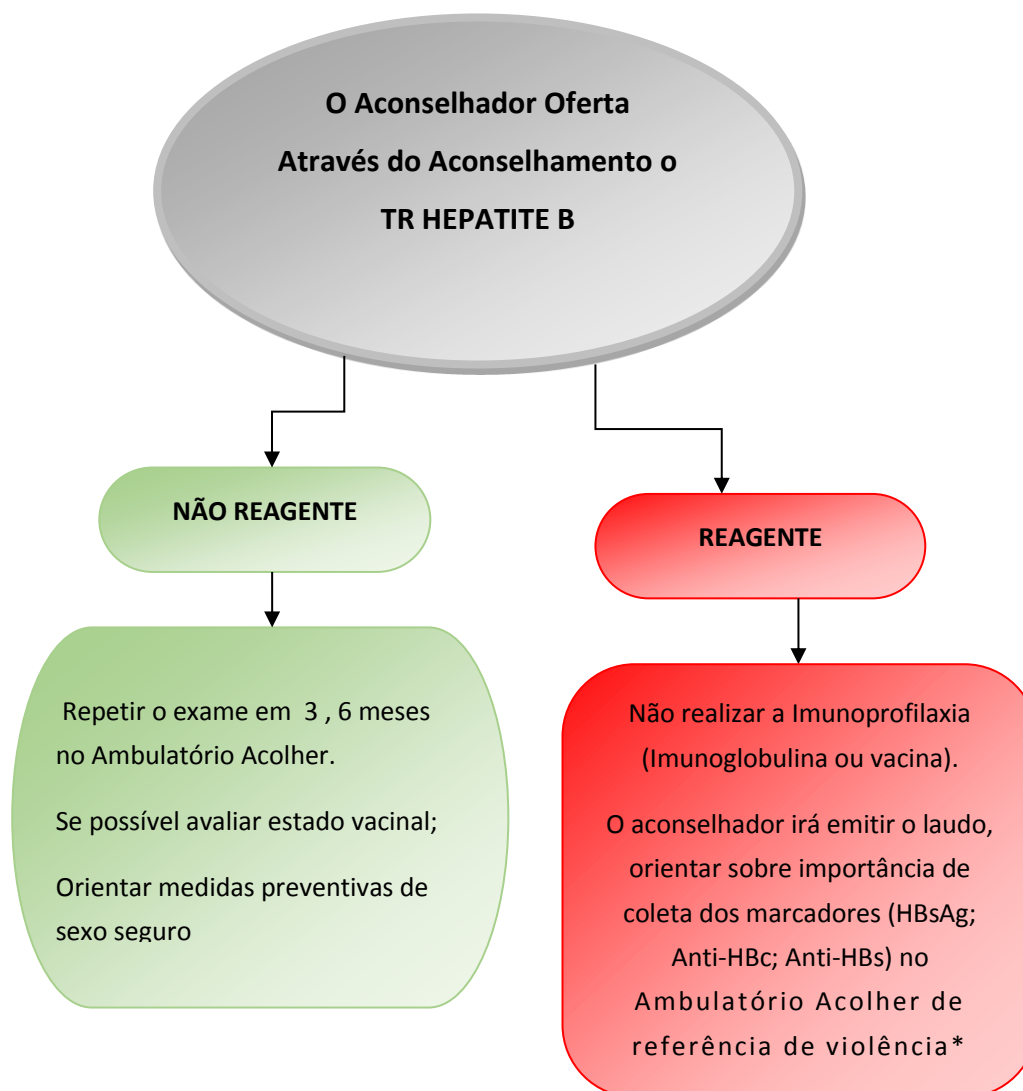 O Aconselhador Oferta
Através do Aconselhamento o
TR HEPATITE B
NÃO REAGENTE
REAGENTE
Repetir o exame em 3 , 6 meses
no Ambulatório Acolher.
Se possível avaliar estado vacinal;
Orientar medidas preventivas de
sexo seguro
Não realizar a Imunoprofilaxia
(Imunoglobulina ou vacina).
O aconselhador irá emitir o laudo,
orientar sobre importância de
coleta dos marcadores (HBsAg;
Anti-HBc; Anti-HBs) no
Ambulatório Acolher de
referência de violência*